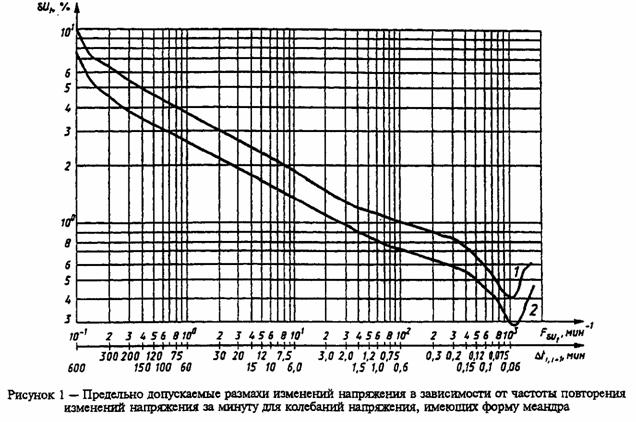 δUt, %
10¹
6
5
4
3
2
10⁰
8
6
5
4
3
1
2
10⁻¹ 2 3 4 5 6 8 10⁰ 2 3 4 5 6 8 10¹ 2 3 4 5 6 8 10² 2 3 4 5 6 8 10³ FδUt, мин⁻¹
300 200 120 75 30 20 12 7,5 3,0 2,0 1,2 0,75 0,3 0,2 0,12 0,075 Δti,i+1, мин
600 150 100 60 15 10 6,0 1,5 1,0 0,6 0,15 0,1 0,06
Рисунок 1 — Предельно допускаемые размахи изменений напряжения в зависимости от частоты повторения
изменений напряжения за минуту для колебаний напряжения, имеющих форму меандра